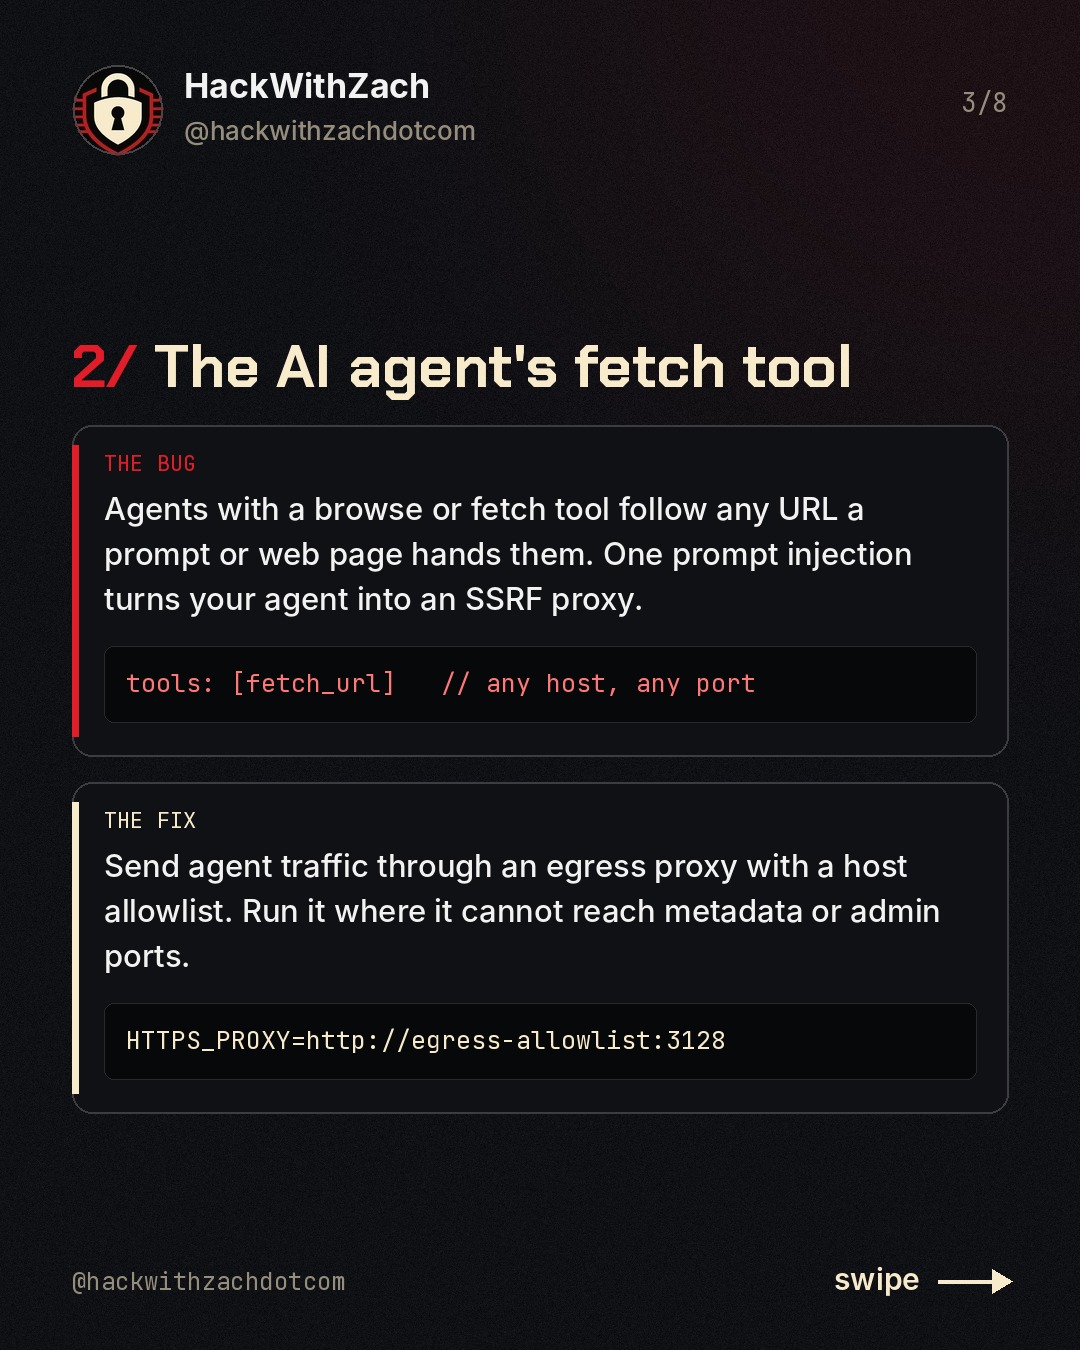 HackWithZach
@hackwithzachdotcom
3/8
2/ The AI agent's fetch tool
THE BUG
Agents with a browse or fetch tool follow any URL a
prompt or web page hands them. One prompt injection
turns your agent into an SSRF proxy.
tools: [fetch_url]   // any host, any port
THE FIX
Send agent traffic through an egress proxy with a host
allowlist. Run it where it cannot reach metadata or admin
ports.
HTTPS_PROXY=http://egress-allowlist:3128
@hackwithzachdotcom
swipe